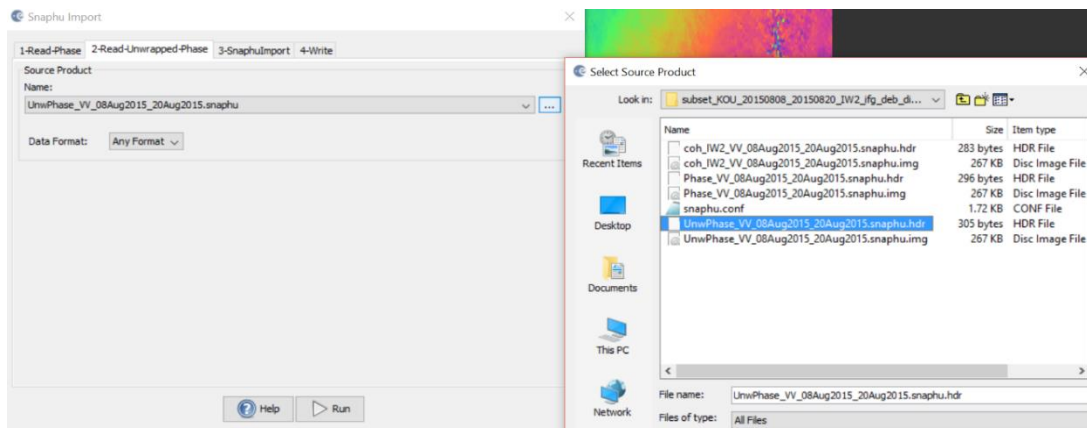 Snaphu Import
1-Read-Phase 2-Read-Unwrapped-Phase 3-SnaphuImport 4-Write
Source Product
Name:
UnwPhase_VV_08Aug2015_20Aug2015.snaphu
...
Data Format: Any Format
Help Run
Select Source Product
Look in: subset_KOU_20150808_20150820_IW2_ifg_deb_di...
Name Size Item type
coh_IW2_VV_08Aug2015_20Aug2015.snaphu.hdr 283 bytes HDR File
coh_IW2_VV_08Aug2015_20Aug2015.snaphu.img 267 KB Disc Image File
Phase_VV_08Aug2015_20Aug2015.snaphu.hdr 296 bytes HDR File
Phase_VV_08Aug2015_20Aug2015.snaphu.img 267 KB Disc Image File
snaphu.conf 1.72 KB CONF File
UnwPhase_VV_08Aug2015_20Aug2015.snaphu.hdr 305 bytes HDR File
UnwPhase_VV_08Aug2015_20Aug2015.snaphu.img 267 KB Disc Image File
Recent Items
Desktop
Documents
This PC
Network
File name: UnwPhase_VV_08Aug2015_20Aug2015.snaphu.hdr
Files of type: All Files